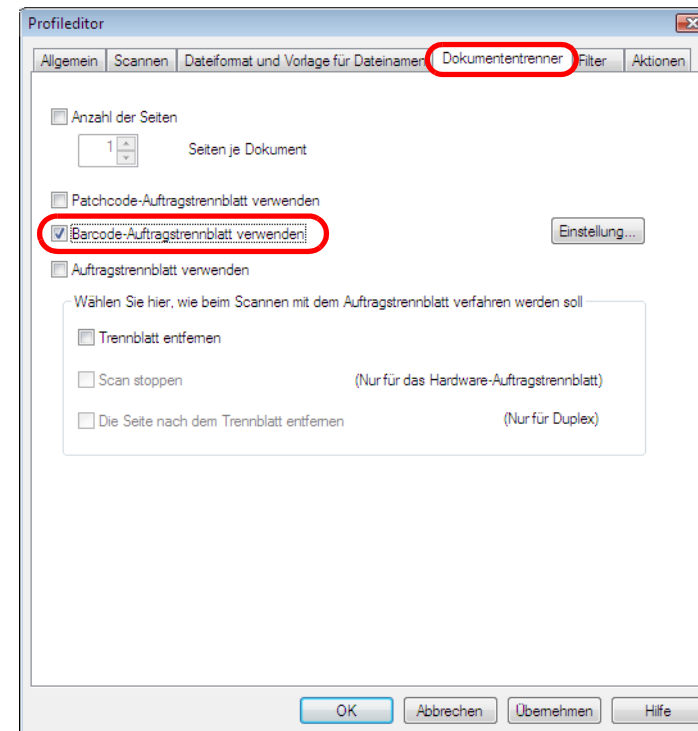 Profileditor
Allgemein Scannen Dateiformat und Vorlage für Dateinamen Dokumententrenner Filter Aktionen
Anzahl der Seiten
1 Seiten je Dokument
Patchcode-Auftragstrennblatt verwenden
Barcode-Auftragstrennblatt verwenden Einstellung...
Auftragstrennblatt verwenden
Wählen Sie hier, wie beim Scannen mit dem Auftragstrennblatt verfahren werden soll
Trennblatt entfernen
Scan stoppen (Nur für das Hardware-Auftragstrennblatt)
Die Seite nach dem Trennblatt entfernen (Nur für Duplex)
OK Abbrechen Übernehmen Hilfe